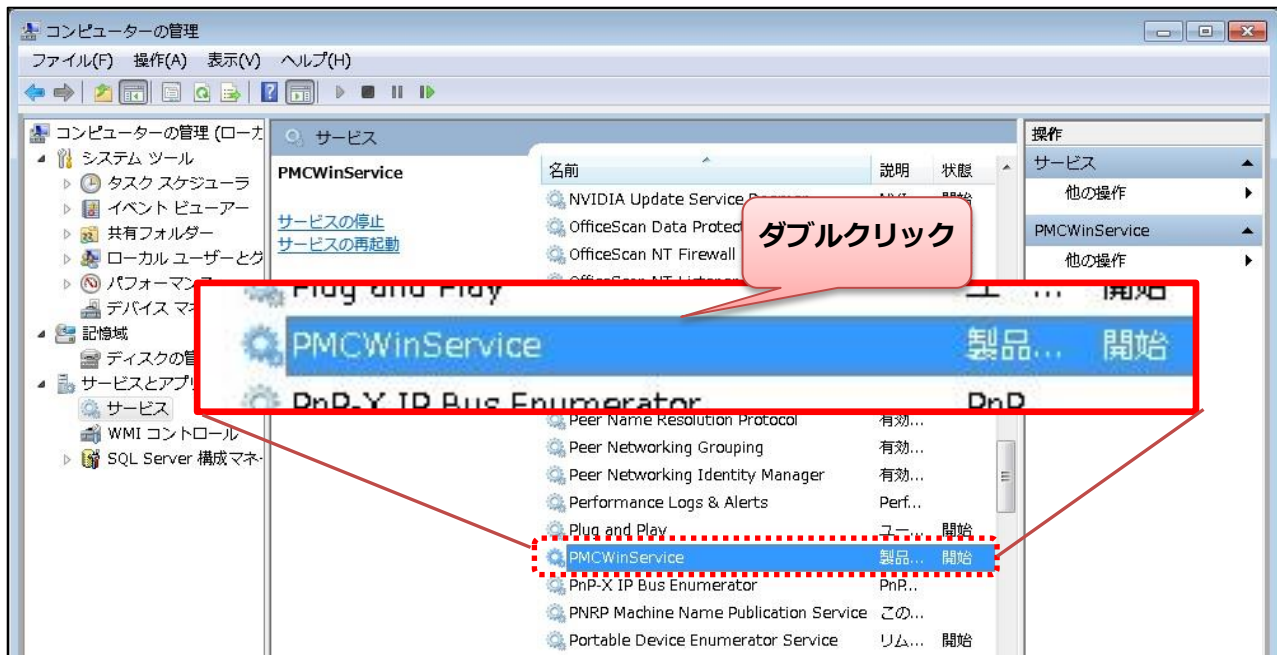 コンピューターの管理
ファイル(F) 操作(A) 表示(V) ヘルプ(H)
コンピューターの管理 (ローカ
システム ツール
タスク スケジューラ
イベント ビューアー
共有フォルダー
ローカル ユーザーとグ
パフォーマンス
デバイス マネ
記憶域
ディスクの管
サービスとアプリ
サービス
WMI コントロール
SQL Server 構成マネ
サービス
PMCWinService
サービスの停止
サービスの再起動
名前 説明 状態
NVIDIA Update Service Daemon NVI... 開始
OfficeScan Data Protect
OfficeScan NT Firewall
OfficeScan NT Listener
ダブルクリック
Plug and Play ユー... 開始
PMCWinService 製品... 開始
PnP-X IP Bus Enumerator PnP
Peer Name Resolution Protocol 有効...
Peer Networking Grouping 有効...
Peer Networking Identity Manager 有効...
Performance Logs & Alerts Perf...
Plug and Play ユー... 開始
PMCWinService 製品... 開始
PnP-X IP Bus Enumerator PnP...
PNRP Machine Name Publication Service この...
Portable Device Enumerator Service リム... 開始
操作
サービス
他の操作
PMCWinService
他の操作